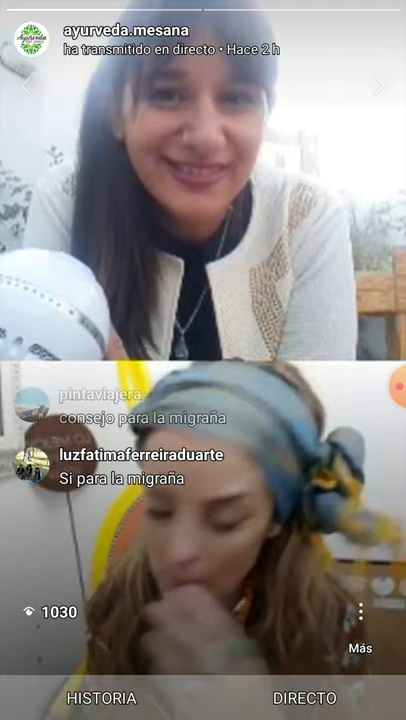 ayurveda.mesana
ha transmitido en directo • Hace 2 h
Ayurveda
pintaviajera
consejo para la migraña
luzfatimaferreiraduarte
Si para la migraña
1030
Más
HISTORIA
DIRECTO